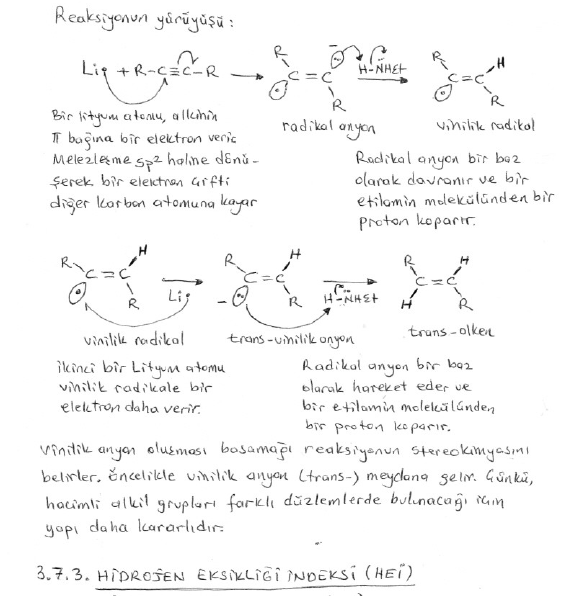 Reaksiyonun yürüyüşü:
Li + R-C≡C-R
R
C = C
R
H-NHEt
R
H
C = C
R
radikal anyon
vinilik radikal
Bir lityum atomu, alkinin
π bağına bir elektron verir
Melezleşme sp² haline dönü-
şerek bir elektron çifti
diğer karbon atomuna kayar
Radikal anyon bir baz
olarak davranır ve bir
etilamin molekülünden bir
proton koparır.
R
H
C = C
R
Li
R
H
C = C
R
H-NHEt
R
H
C = C
H
R
vinilik radikal
trans-vinilik anyon
trans-alken
ikinci bir Lityum atomu
vinilik radikale bir
elektron daha verir.
Radikal anyon bir baz
olarak hareket eder ve
bir etilamin molekülünden
bir proton koparır.
Vinilik anyon oluşması basamağı reaksiyonun stereokimyasını
belirler. Öncelikle vinilik anyon (trans-) meydana gelir. Günkü,
hacimli alkil grupları farklı düzlemlerde bulunacağı için
yapı daha kararlıdır.
3.7.3. HİDROJEN EKSİKLİĞİ İNDEKSİ (HEİ)